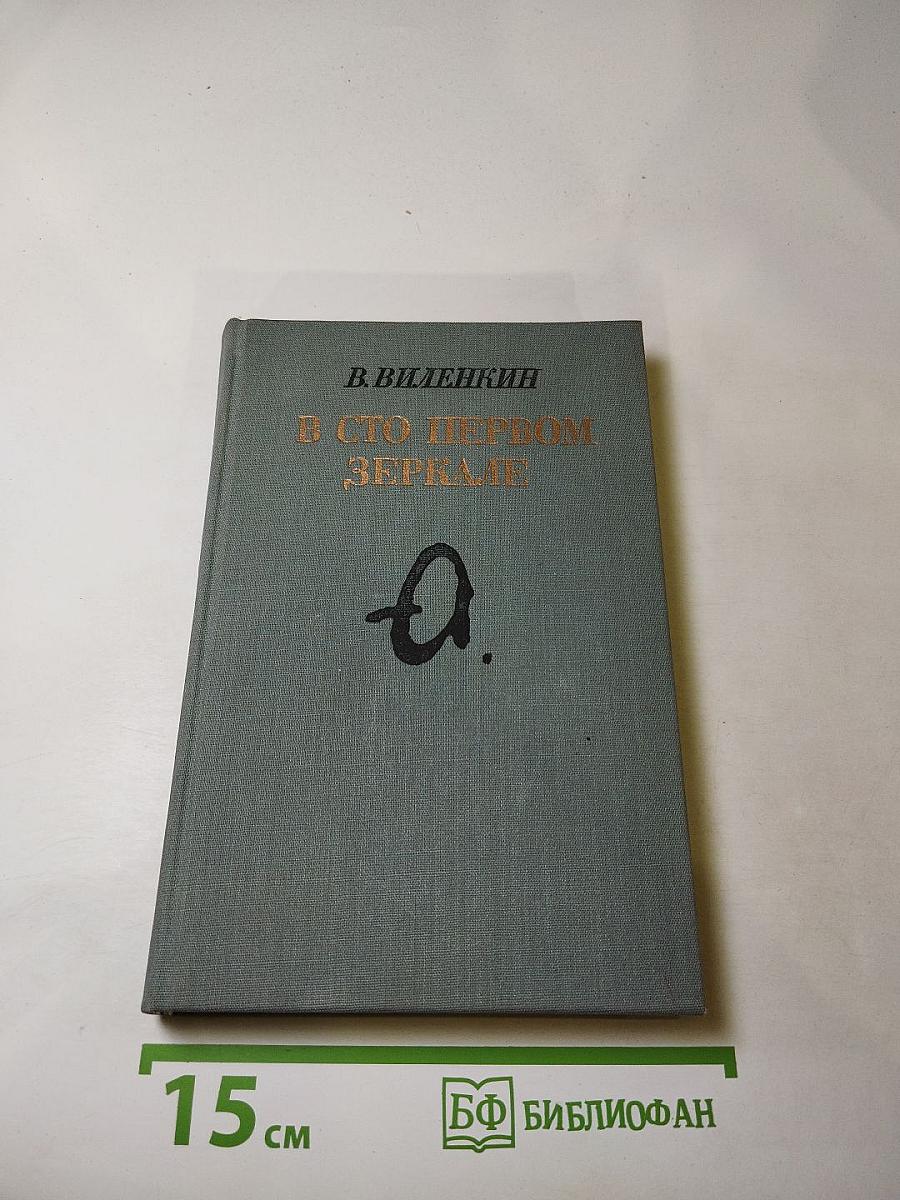 В. ВИЛЕНКИН
В СТО ПЕРВОМ
ЗЕРКАЛЕ
а.
15 см
БФ БИБЛИОФАН